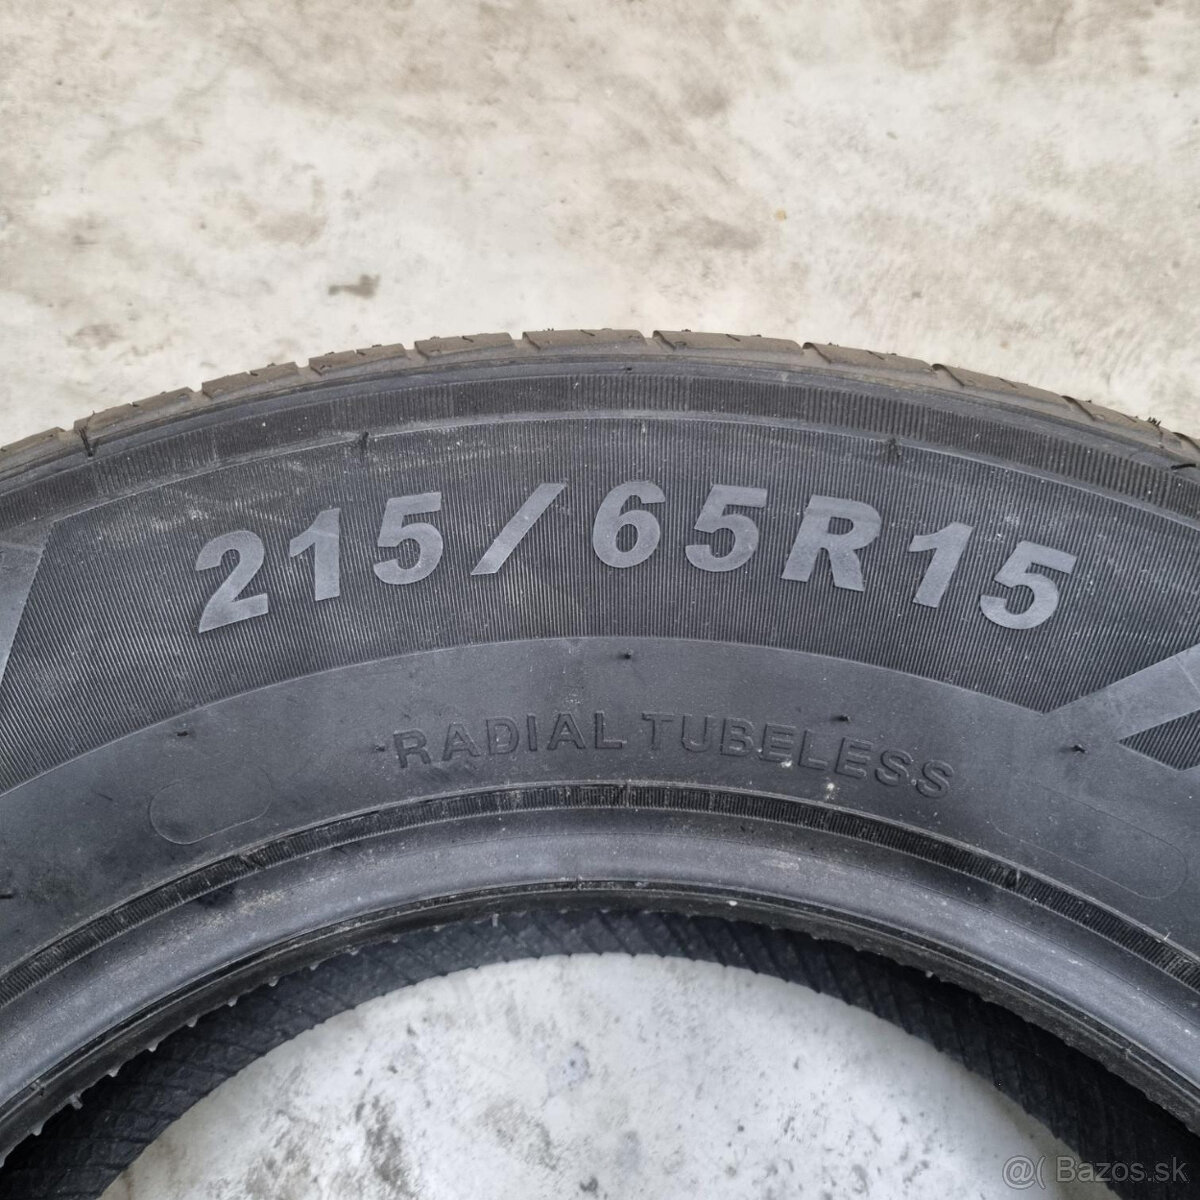 215/65R15
RADIAL TUBELESS
@( Bazos.sk